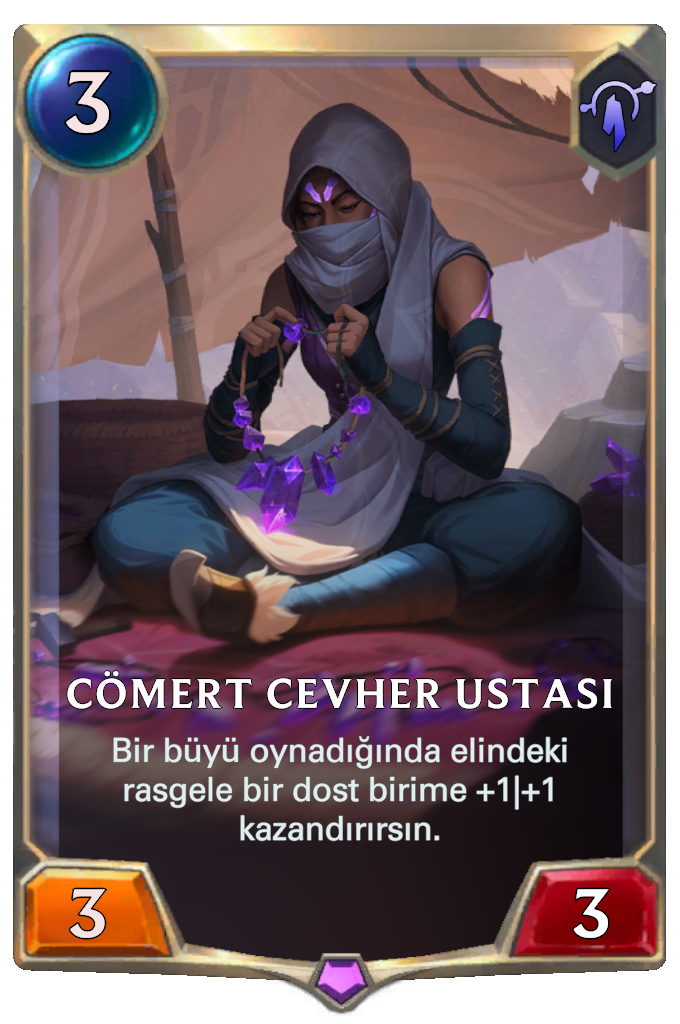 3
CÖMERT CEVHER USTASI
Bir büyü oynadığında elindeki
rasgele bir dost birime +1|+1
kazandırırsın.
3
3